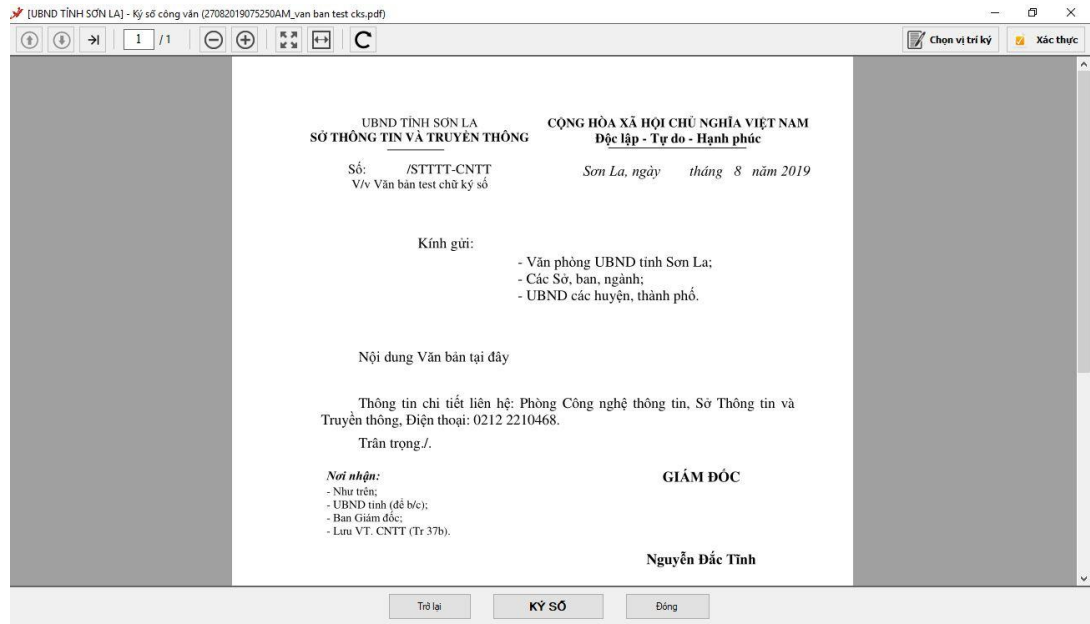 [UBND TỈNH SƠN LA] - Ký số công văn (27082019075250AM_van ban test cks.pdf)
1 / 1
Chọn vị trí ký
Xác thực
UBND TỈNH SƠN LA
SỞ THÔNG TIN VÀ TRUYỀN THÔNG
CỘNG HÒA XÃ HỘI CHỦ NGHĨA VIỆT NAM
Độc lập - Tự do - Hạnh phúc
Số: /STTTT-CNTT
V/v Văn bản test chữ ký số
Sơn La, ngày tháng 8 năm 2019
Kính gửi:
- Văn phòng UBND tỉnh Sơn La;
- Các Sở, ban, ngành;
- UBND các huyện, thành phố.
Nội dung Văn bản tại đây
Thông tin chi tiết liên hệ: Phòng Công nghệ thông tin, Sở Thông tin và
Truyền thông, Điện thoại: 0212 2210468.
Trân trọng./.
Nơi nhận:
- Như trên;
- UBND tỉnh (để b/c);
- Ban Giám đốc;
- Lưu VT. CNTT (Tr 37b).
GIÁM ĐỐC
Nguyễn Đắc Tĩnh
Trở lại
KÝ SỐ
Đóng